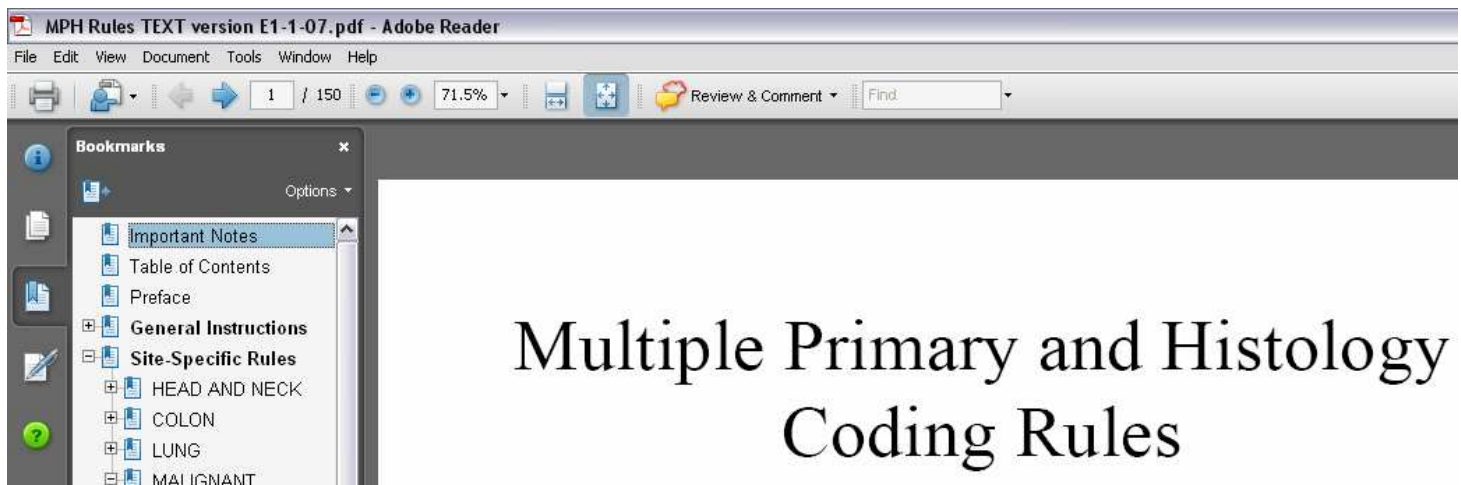 MPH Rules TEXT version E1-1-07.pdf - Adobe Reader
File Edit View Document Tools Window Help
1 / 150 71.5% Review & Comment Find
Bookmarks
Options
Important Notes
Table of Contents
Preface
General Instructions
Site-Specific Rules
HEAD AND NECK
COLON
LUNG
MALIGNANT
Multiple Primary and Histology
Coding Rules